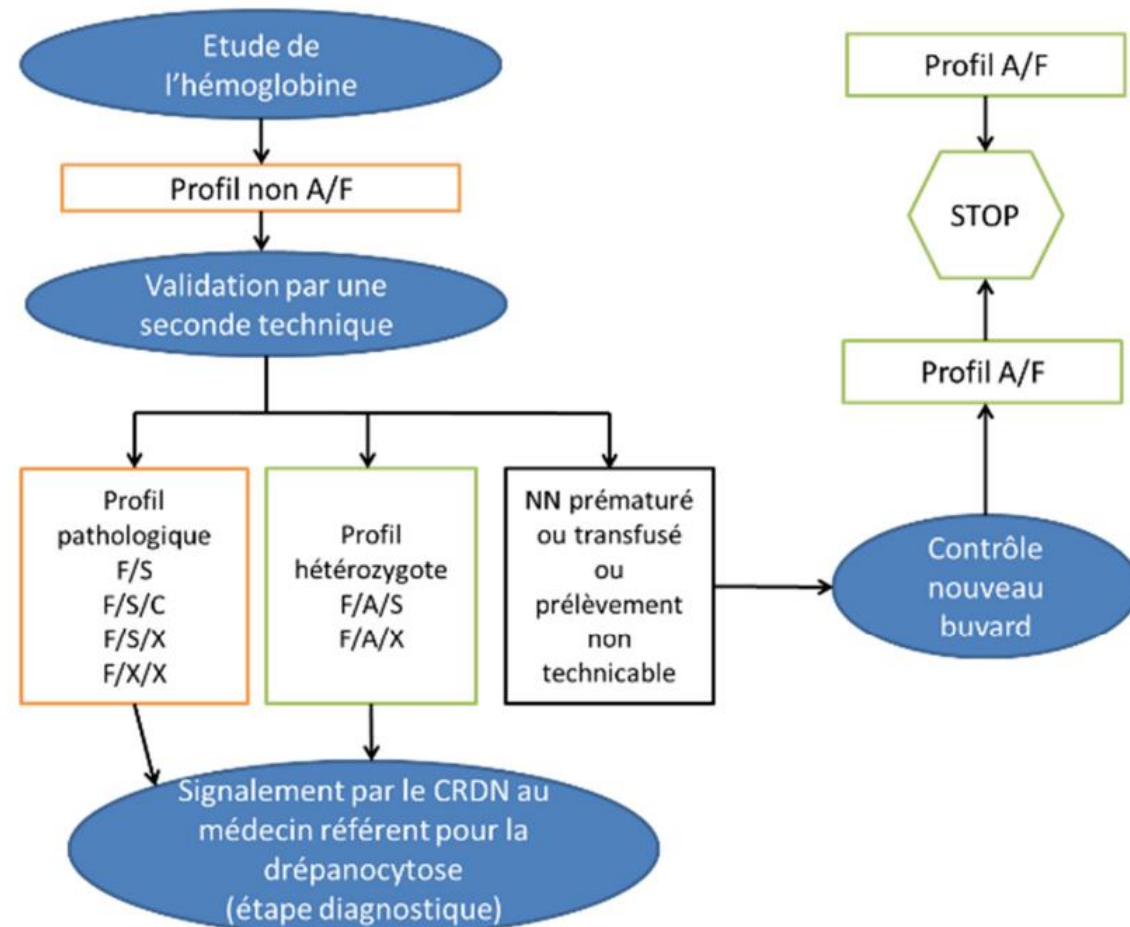 Etude de
l'hémoglobine
Profil non A/F
Validation par une
seconde technique
Profil
pathologique
F/S
F/S/C
F/S/X
F/X/X
Profil
hétérozygote
F/A/S
F/A/X
NN prématuré
ou transfusé
ou
prélèvement
non
technicable
Signalement par le CRDN au
médecin référent pour la
drépanocytose
(étape diagnostique)
Profil A/F
STOP
Profil A/F
Contrôle
nouveau
buvard